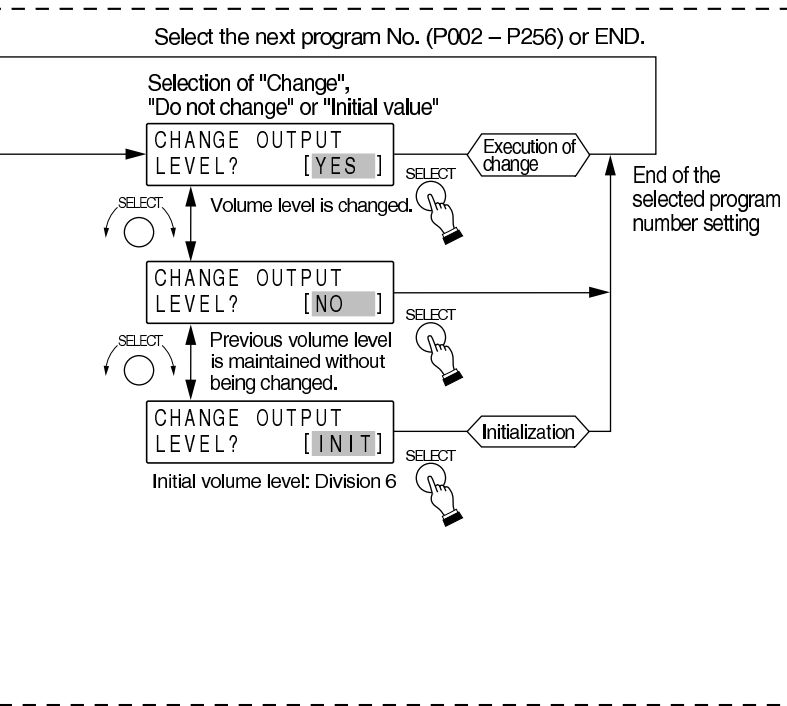 Select the next program No. (P002 – P256) or END.
Selection of "Change",
"Do not change" or "Initial value"
CHANGE OUTPUT
LEVEL? [YES ]
SELECT
Execution of
change
End of the
selected program
number setting
SELECT
Volume level is changed.
CHANGE OUTPUT
LEVEL? [NO ]
SELECT
SELECT
Previous volume level
is maintained without
being changed.
CHANGE OUTPUT
LEVEL? [INIT]
SELECT
Initialization
Initial volume level: Division 6